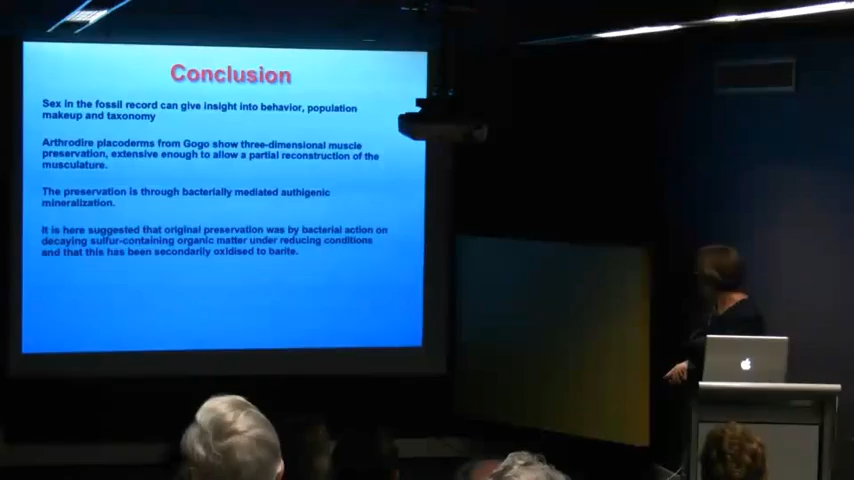 Conclusion
Sex in the fossil record can give insight into behavior, population
makeup and taxonomy
Arthrodire placoderms from Gogo show three-dimensional muscle
preservation, extensive enough to allow a partial reconstruction of the
musculature.
The preservation is through bacterially mediated authigenic
mineralization.
It is here suggested that original preservation was by bacterial action on
decaying sulfur-containing organic matter under reducing conditions
and that this has been secondarily oxidised to barite.